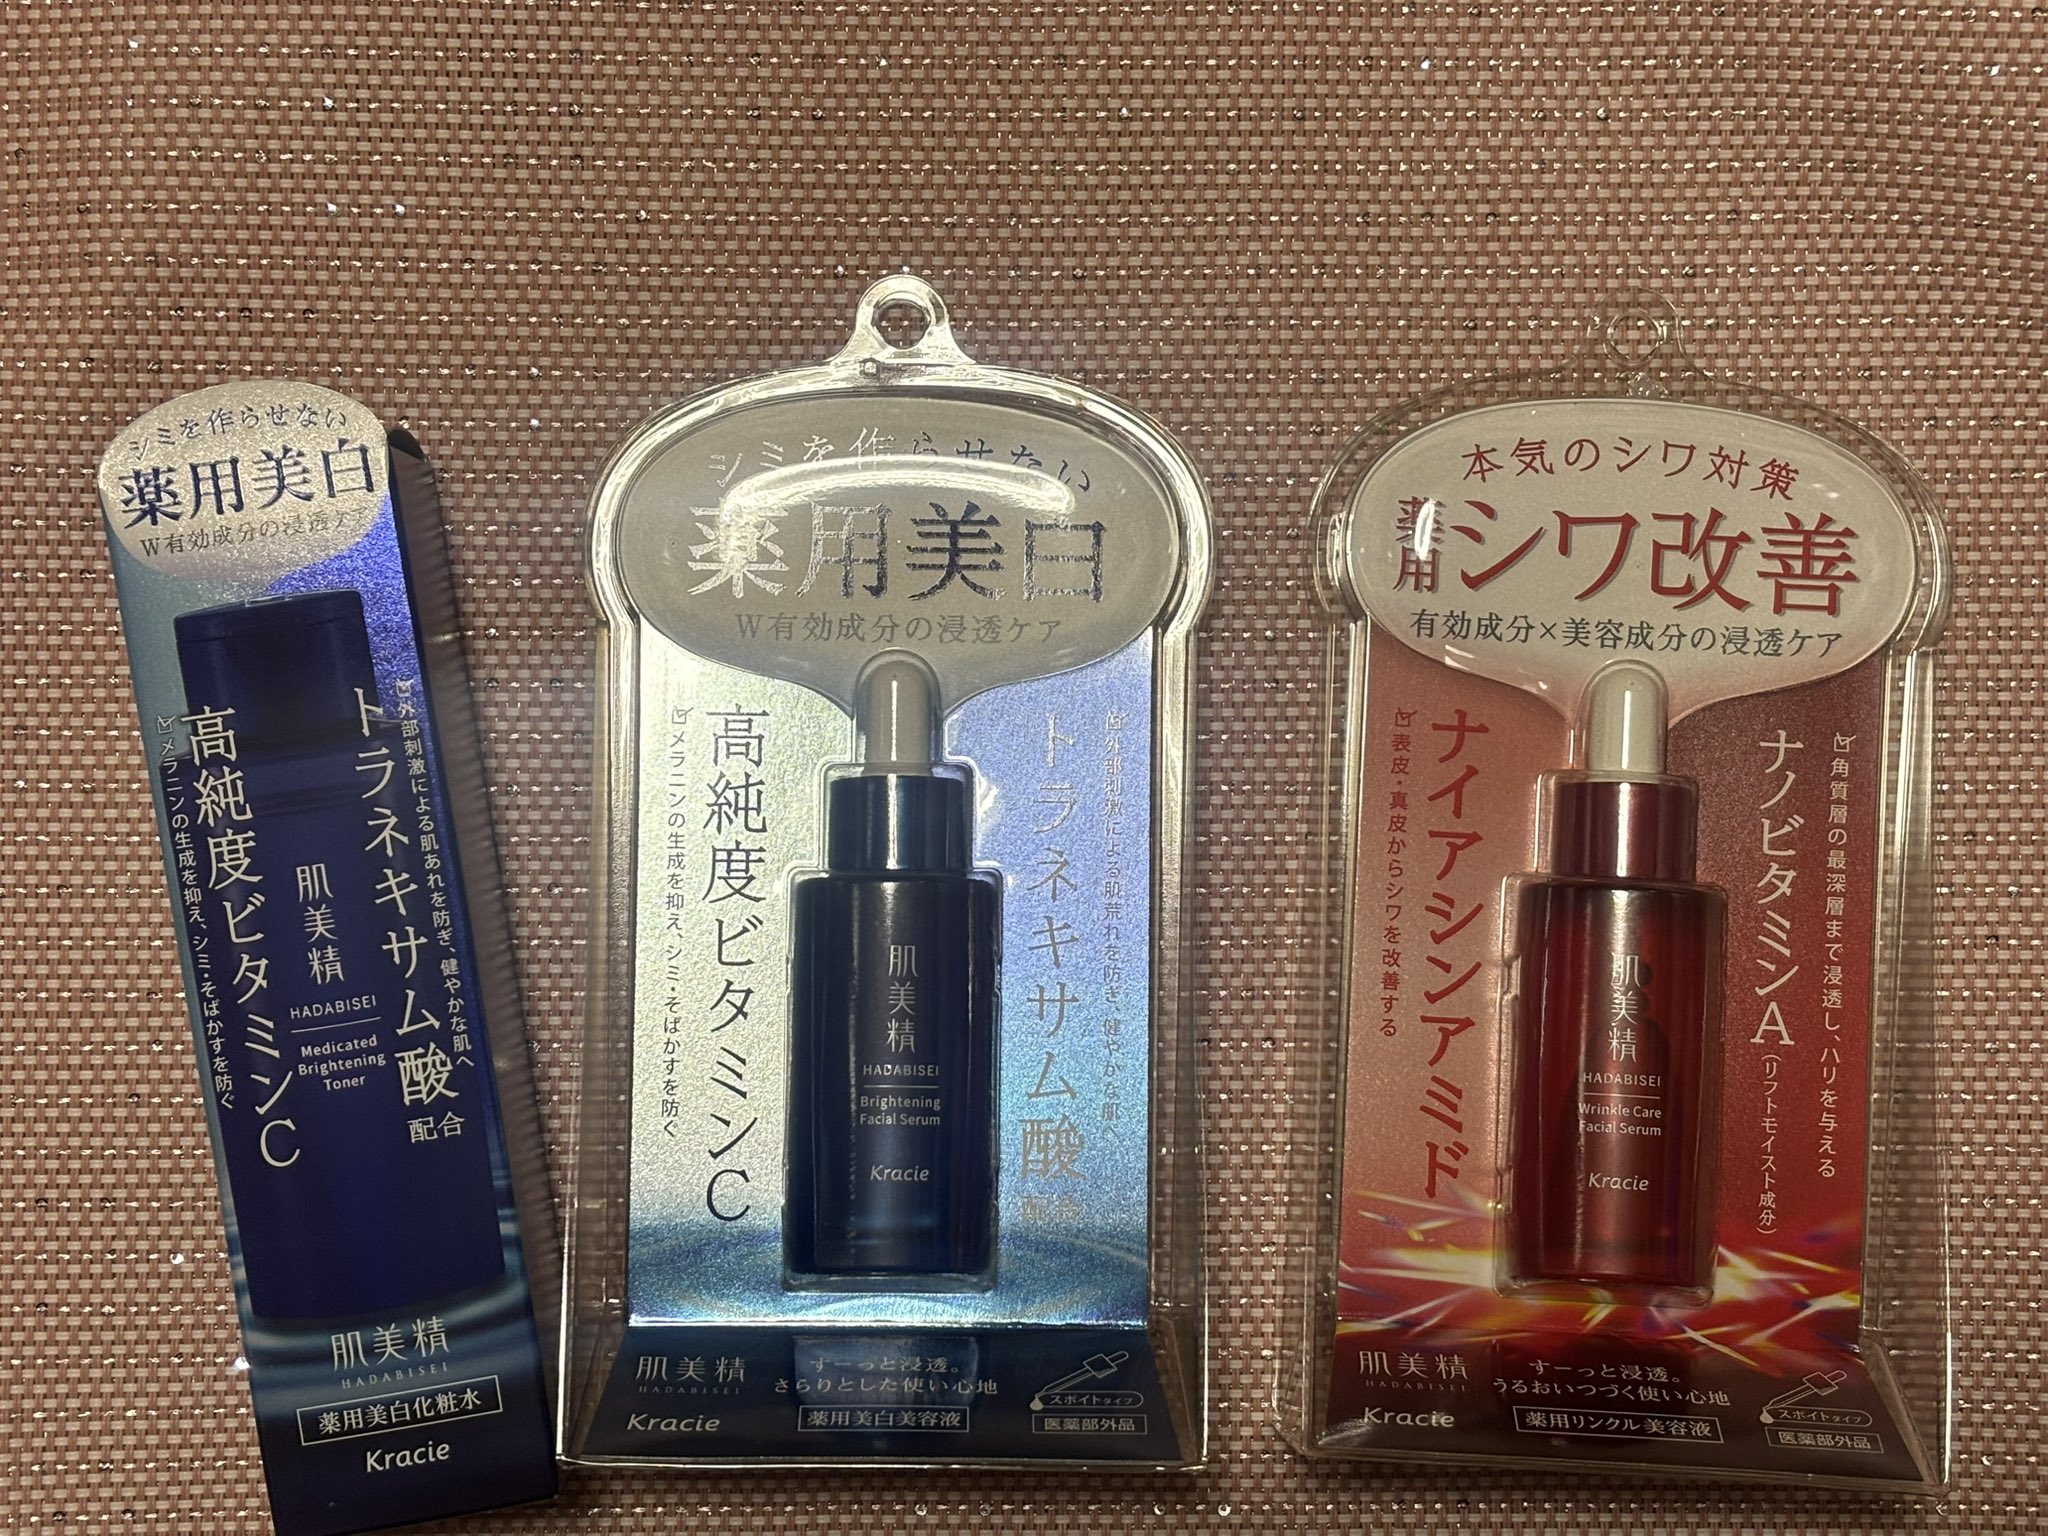 シミを作らせない
薬用美白
W有効成分の浸透ケア
外部刺激による肌あれを防ぎ、健やかな肌へ
トラネキサム酸
配合
高純度ビタミンC
メラニンの生成を抑え、シミ・そばかすを防ぐ
肌美精
HADABISEI
Medicated
Brightening
Toner
肌美精
HADABISEI
薬用美白化粧水
Kracie
シミを作らせない
薬用美白
W有効成分の浸透ケア
外部刺激による肌荒れを防ぎ、健やかな肌へ
トラネキサム酸
配合
高純度ビタミンC
メラニンの生成を抑え、シミ・そばかすを防ぐ
肌美精
HADABISEI
Brightening
Facial Serum
Kracie
肌美精
HADABISEI
Kracie
すーっと浸透。
さらりとした使い心地
薬用美白美容液
スポイトタイプ
医薬部外品
本気のシワ対策
薬用シワ改善
有効成分×美容成分の浸透ケア
角質層の最深層まで浸透し、ハリを与える
ナノビタミンA(リフトモイスト成分)
ナイアシンアミド
表皮・真皮からシワを改善する
肌美精
HADABISEI
Wrinkle Care
Facial Serum
Kracie
肌美精
HADABISEI
Kracie
すーっと浸透。
うるおいつづく使い心地
薬用リンクル美容液
スポイトタイプ
医薬部外品